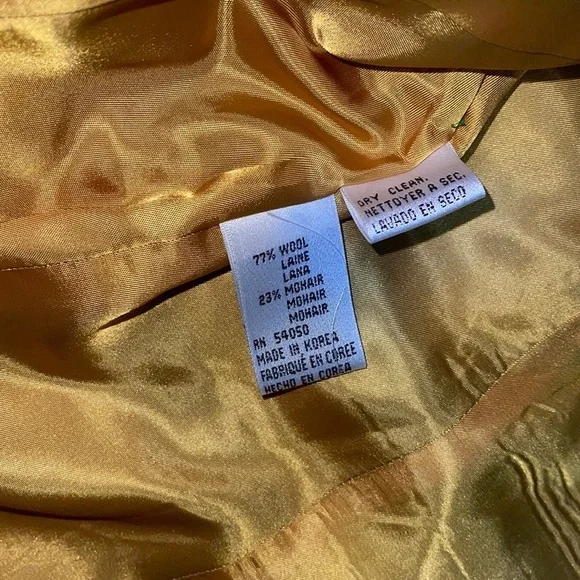 77% WOOL
LAINE
LANA
23% MOHAIR
MOHAIR
MOHAIR
RN 54050
MADE IN KOREA
FABRIQUÉ EN COREE
HECHO EN COREA
DRY CLEAN.
NETTOYER A SEC.
LAVADO EN SECO